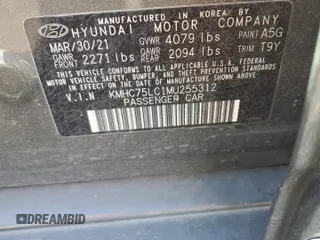 MANUFACTURED IN KOREA BY
HYUNDAI MOTOR COMPANY
MAR/30/21 GVWR 4079 lbs PAINT A5G
GAWR FRONT 2271 lbs GAWR REAR 2094 lbs TRIM T9Y
THIS VEHICLE CONFORMS TO ALL APPLICABLE FEDERAL
MOTOR VEHICLE SAFETY, BUMPER, AND THEFT PREVENTION
STANDARDS IN EFFECT ON THE DATE OF MANUFACTURE SHOWN ABOVE.
V.I.N KMHC75LC1MU255312
PASSENGER CAR
DREAMBID